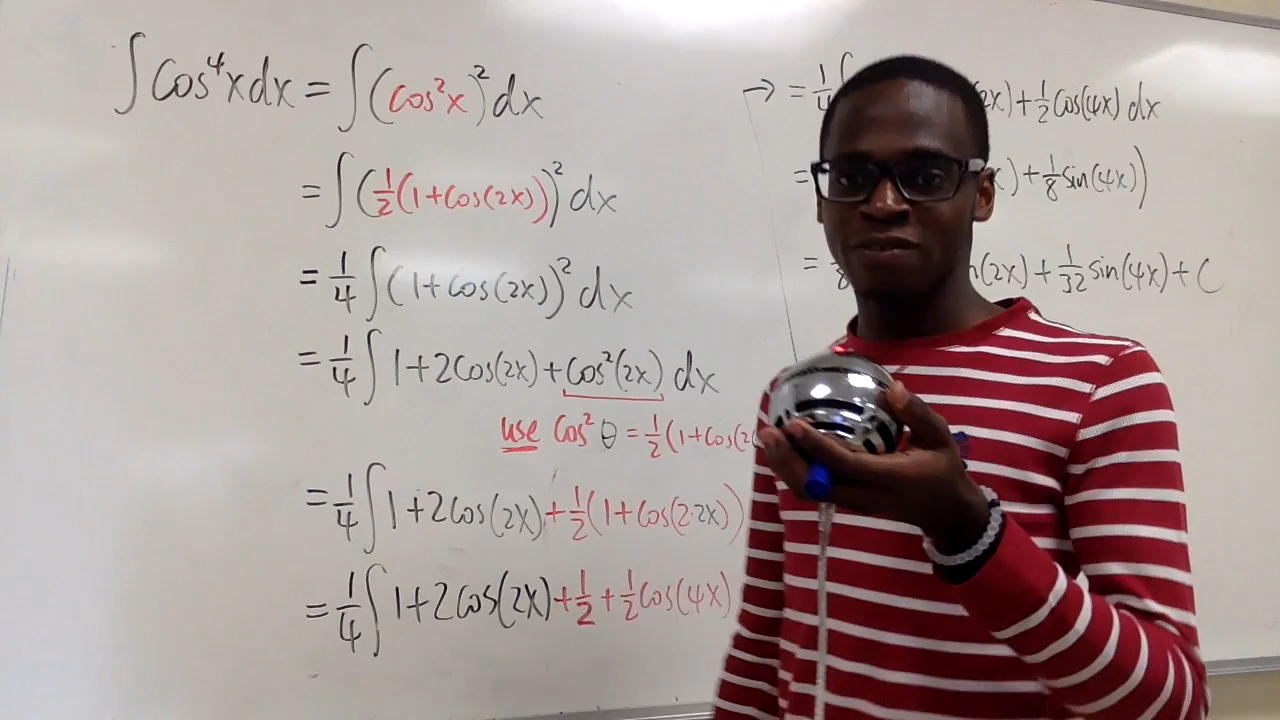 ∫ cos⁴x dx = ∫ (cos²x)² dx
= ∫ (½(1+cos(2x)))² dx
= ¼ ∫ (1+cos(2x))² dx
= ¼ ∫ 1+2cos(2x)+cos²(2x) dx
use cos²θ = ½(1+cos(2
= ¼ ∫ 1+2cos(2x)+½(1+cos(2·2x))
= ¼ ∫ 1+2cos(2x)+½+½cos(4x)
→ = ¼ ∫ 2x)+½cos(4x) dx
= x)+⅛sin(4x))
= n(2x)+1/32 sin(4x)+C